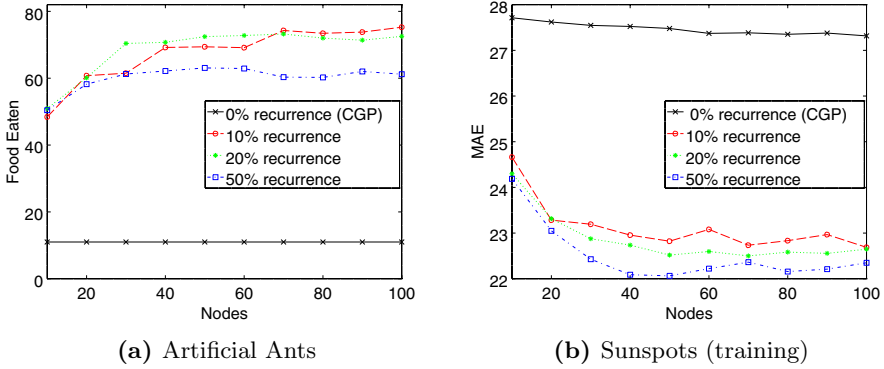 80
60
40
20
0
Food Eaten
0% recurrence (CGP)
10% recurrence
20% recurrence
50% recurrence
20 40 60 80 100
Nodes
(a) Artificial Ants
28
27
26
25
24
23
22
MAE
0% recurrence (CGP)
10% recurrence
20% recurrence
50% recurrence
20 40 60 80 100
Nodes
(b) Sunspots (training)